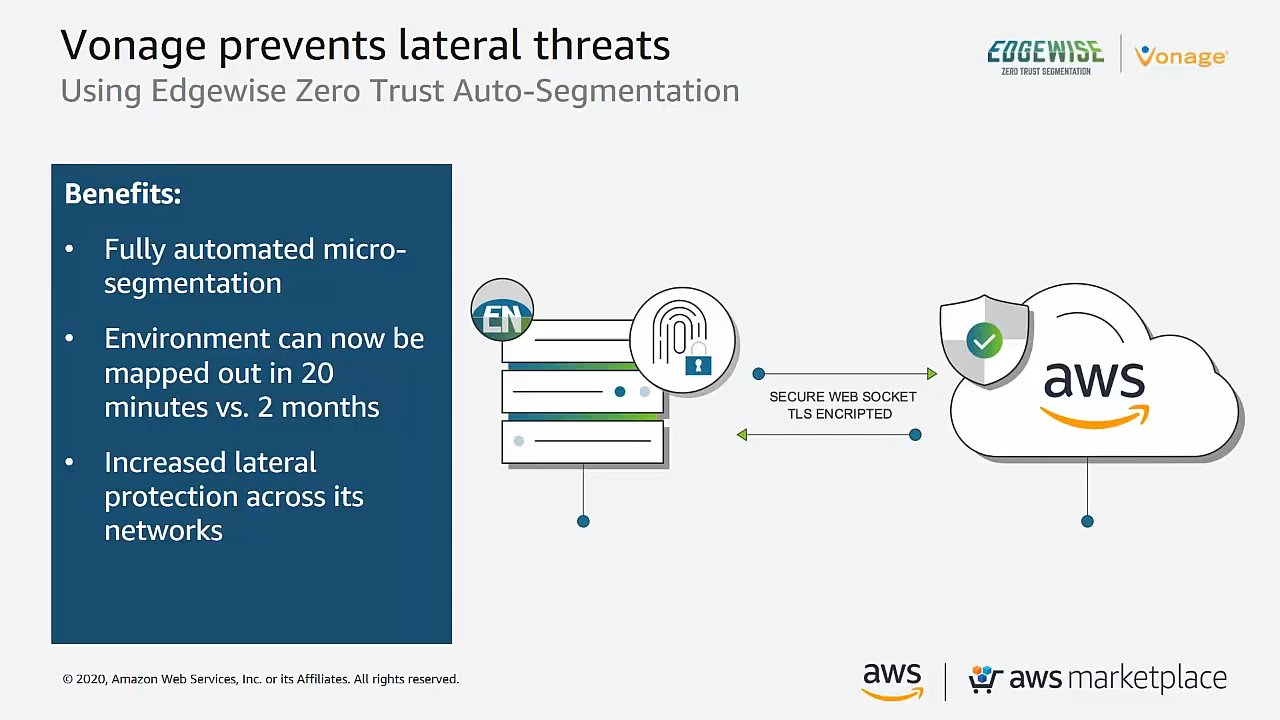 Vonage prevents lateral threats
Using Edgewise Zero Trust Auto-Segmentation
EDGEWISE
ZERO TRUST SEGMENTATION
Vonage®
Benefits:
• Fully automated micro-
segmentation
• Environment can now be
mapped out in 20
minutes vs. 2 months
• Increased lateral
protection across its
networks
EN
SECURE WEB SOCKET
TLS ENCRIPTED
aws
© 2020, Amazon Web Services, Inc. or its Affiliates. All rights reserved.
aws
aws marketplace